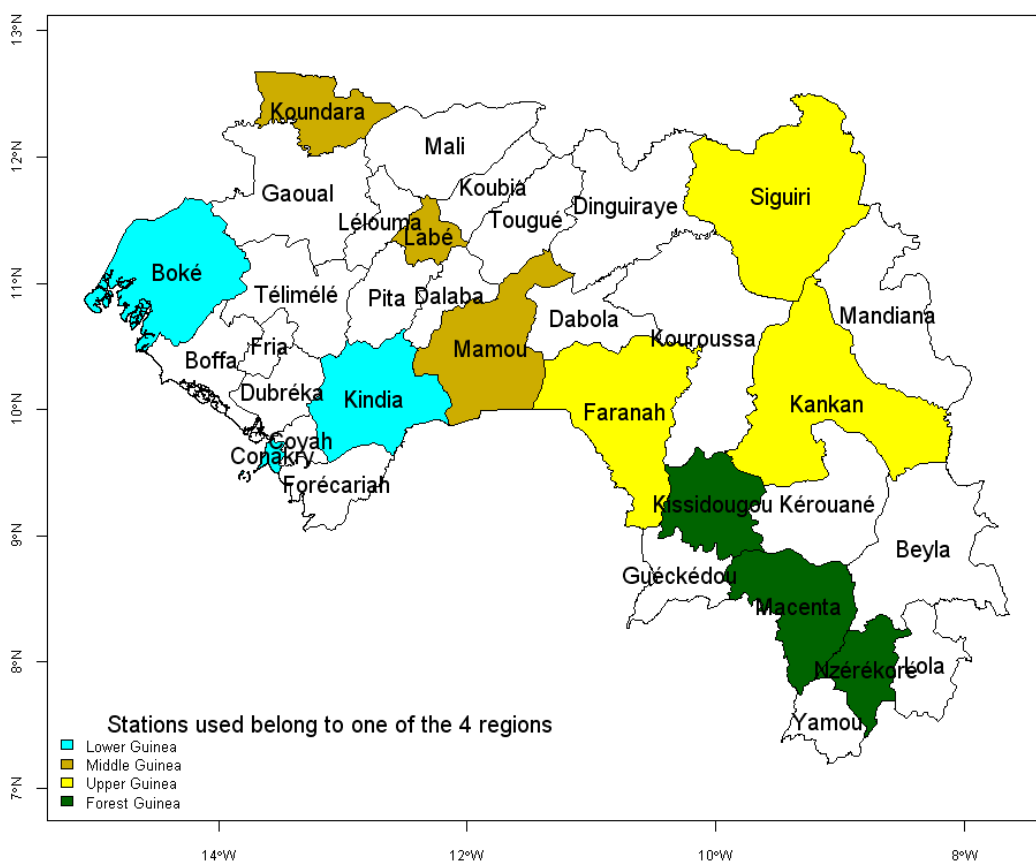 13°N
12°N
11°N
10°N
9°N
8°N
7°N
Koundara
Mali
Gaoual
Koubia
Siguiri
Lélouma
Tougué
Dinguiraye
Labé
Boké
Télimélé
Pita
Dalaba
Dabola
Mandiana
Kouroussa
Fria
Mamou
Boffa
Dubréka
Kindia
Faranah
Kankan
Coyah
Conakry
Forécariah
Kissidougou
Kérouané
Beyla
Guéckédou
Macenta
Nzérékoré
Lola
Yamou
Stations used belong to one of the 4 regions
Lower Guinea
Middle Guinea
Upper Guinea
Forest Guinea
14°W
12°W
10°W
8°W